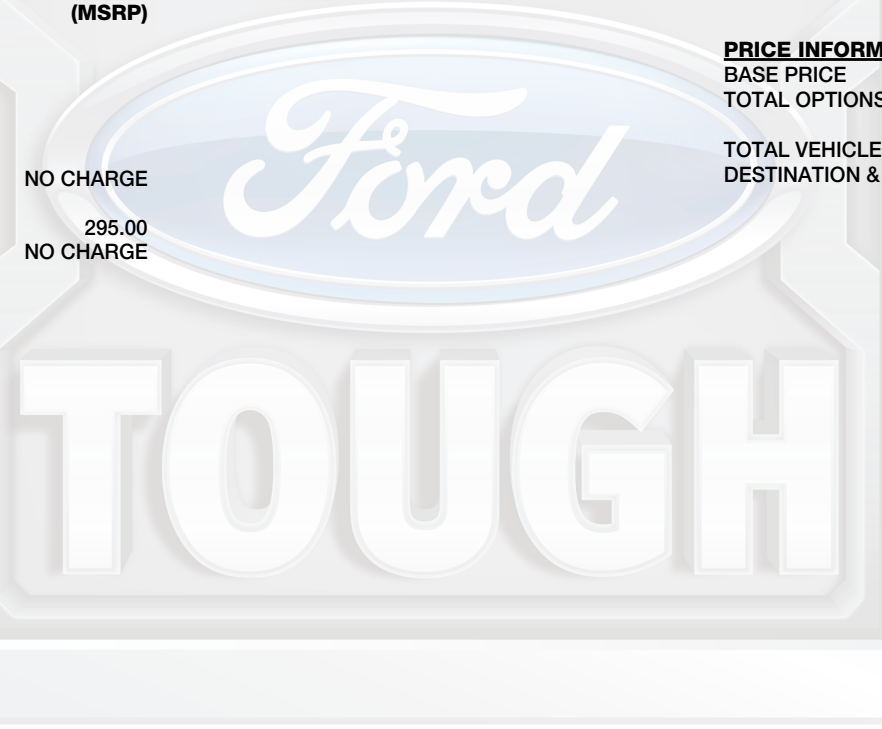 (MSRP)
NO CHARGE
295.00
NO CHARGE
PRICE INFORM
BASE PRICE
TOTAL OPTIONS
TOTAL VEHICLE
DESTINATION &
Ford
TOUGH